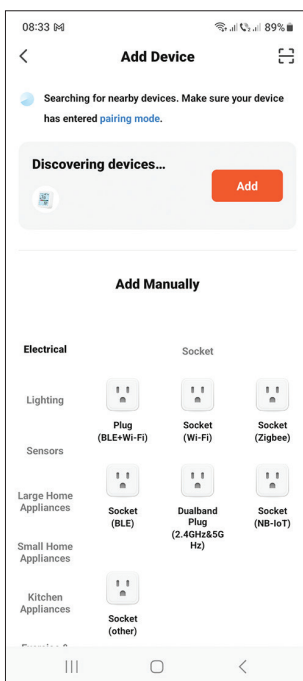 08:33 89%
Add Device
Searching for nearby devices. Make sure your device
has entered pairing mode.
Discovering devices...
Add
Add Manually
Electrical
Socket
Lighting
Plug
(BLE+Wi-Fi)
Socket
(Wi-Fi)
Socket
(Zigbee)
Sensors
Large Home
Appliances
Socket
(BLE)
Dualband
Plug
(2.4GHz&5G
Hz)
Socket
(NB-IoT)
Small Home
Appliances
Kitchen
Appliances
Socket
(other)